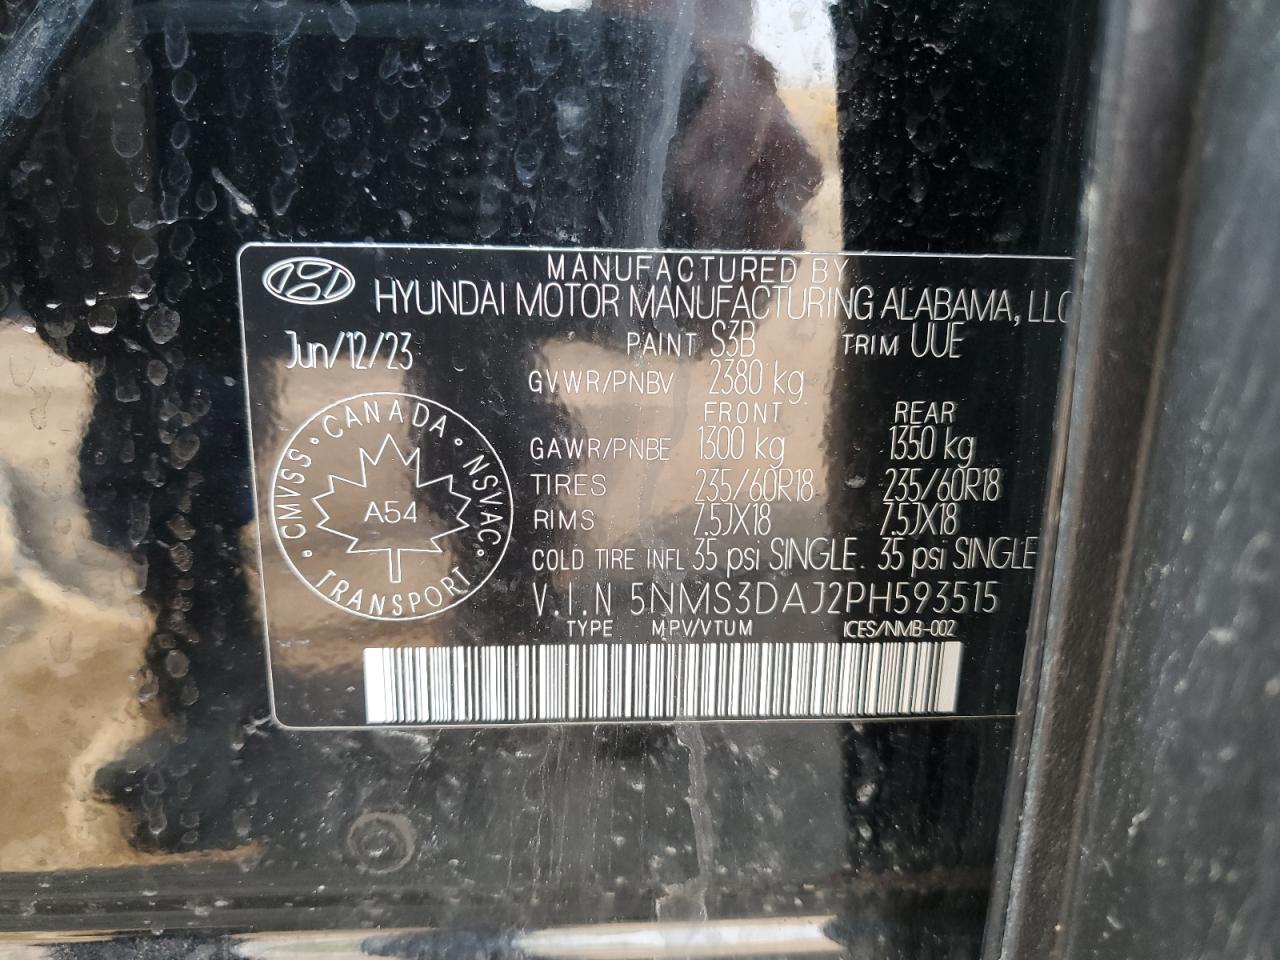 MANUFACTURED BY
HYUNDAI MOTOR MANUFACTURING ALABAMA, LLC
Jun/12/23 PAINT S3B TRIM UUE
GVWR/PNBV 2380 kg
FRONT REAR
GAWR/PNBE 1300 kg 1350 kg
TIRES 235/60R18 235/60R18
RIMS 7.5JX18 7.5JX18
COLD TIRE INFL 35 psi SINGLE. 35 psi SINGLE
V.I.N 5NMS3DAJ2PH593515
TYPE MPV/VTUM ICES/NMB-002
CANADA
CMVSS · NSVAC
A54
TRANSPORT